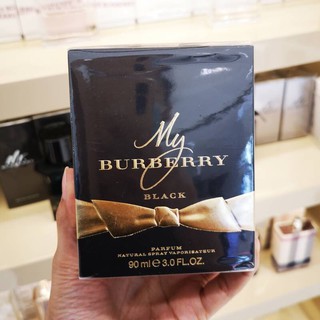 My
BURBERRY
BLACK
PARFUM
NATURAL SPRAY VAPORISATEUR
90 ml ℮ 3.0 FL.OZ.